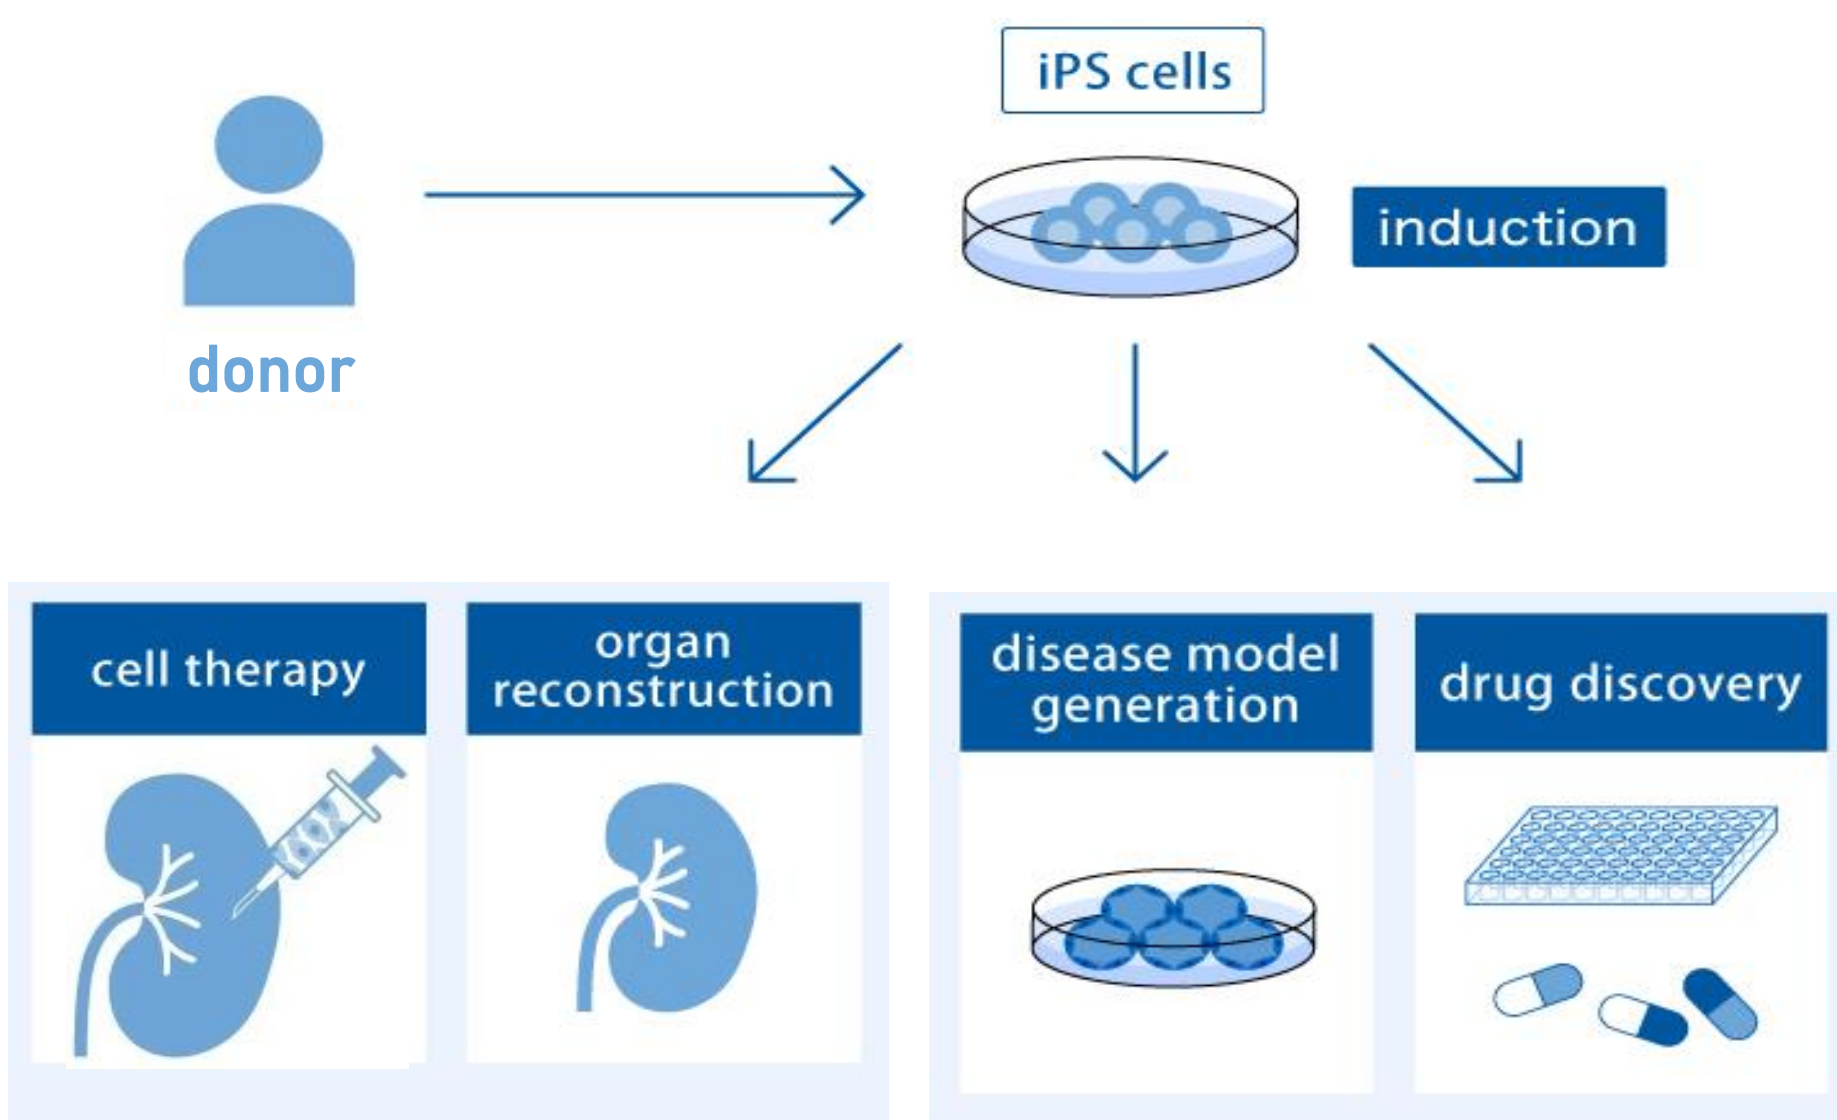 iPS cells
induction
donor
cell therapy
organ
reconstruction
disease model
generation
drug discovery